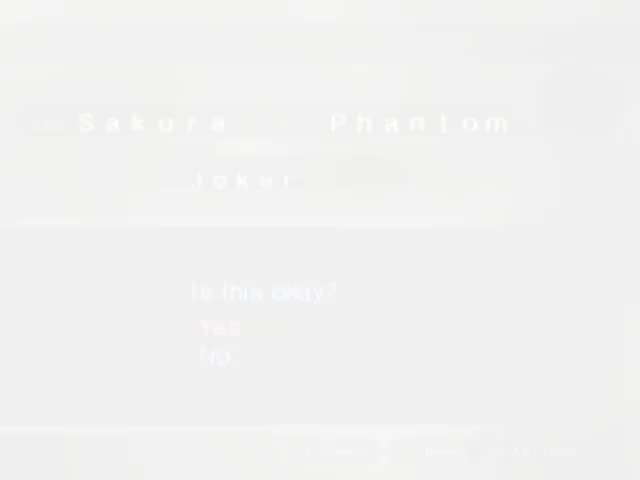 Sakura Phantom
Joker
Is this okay?
Yes
No